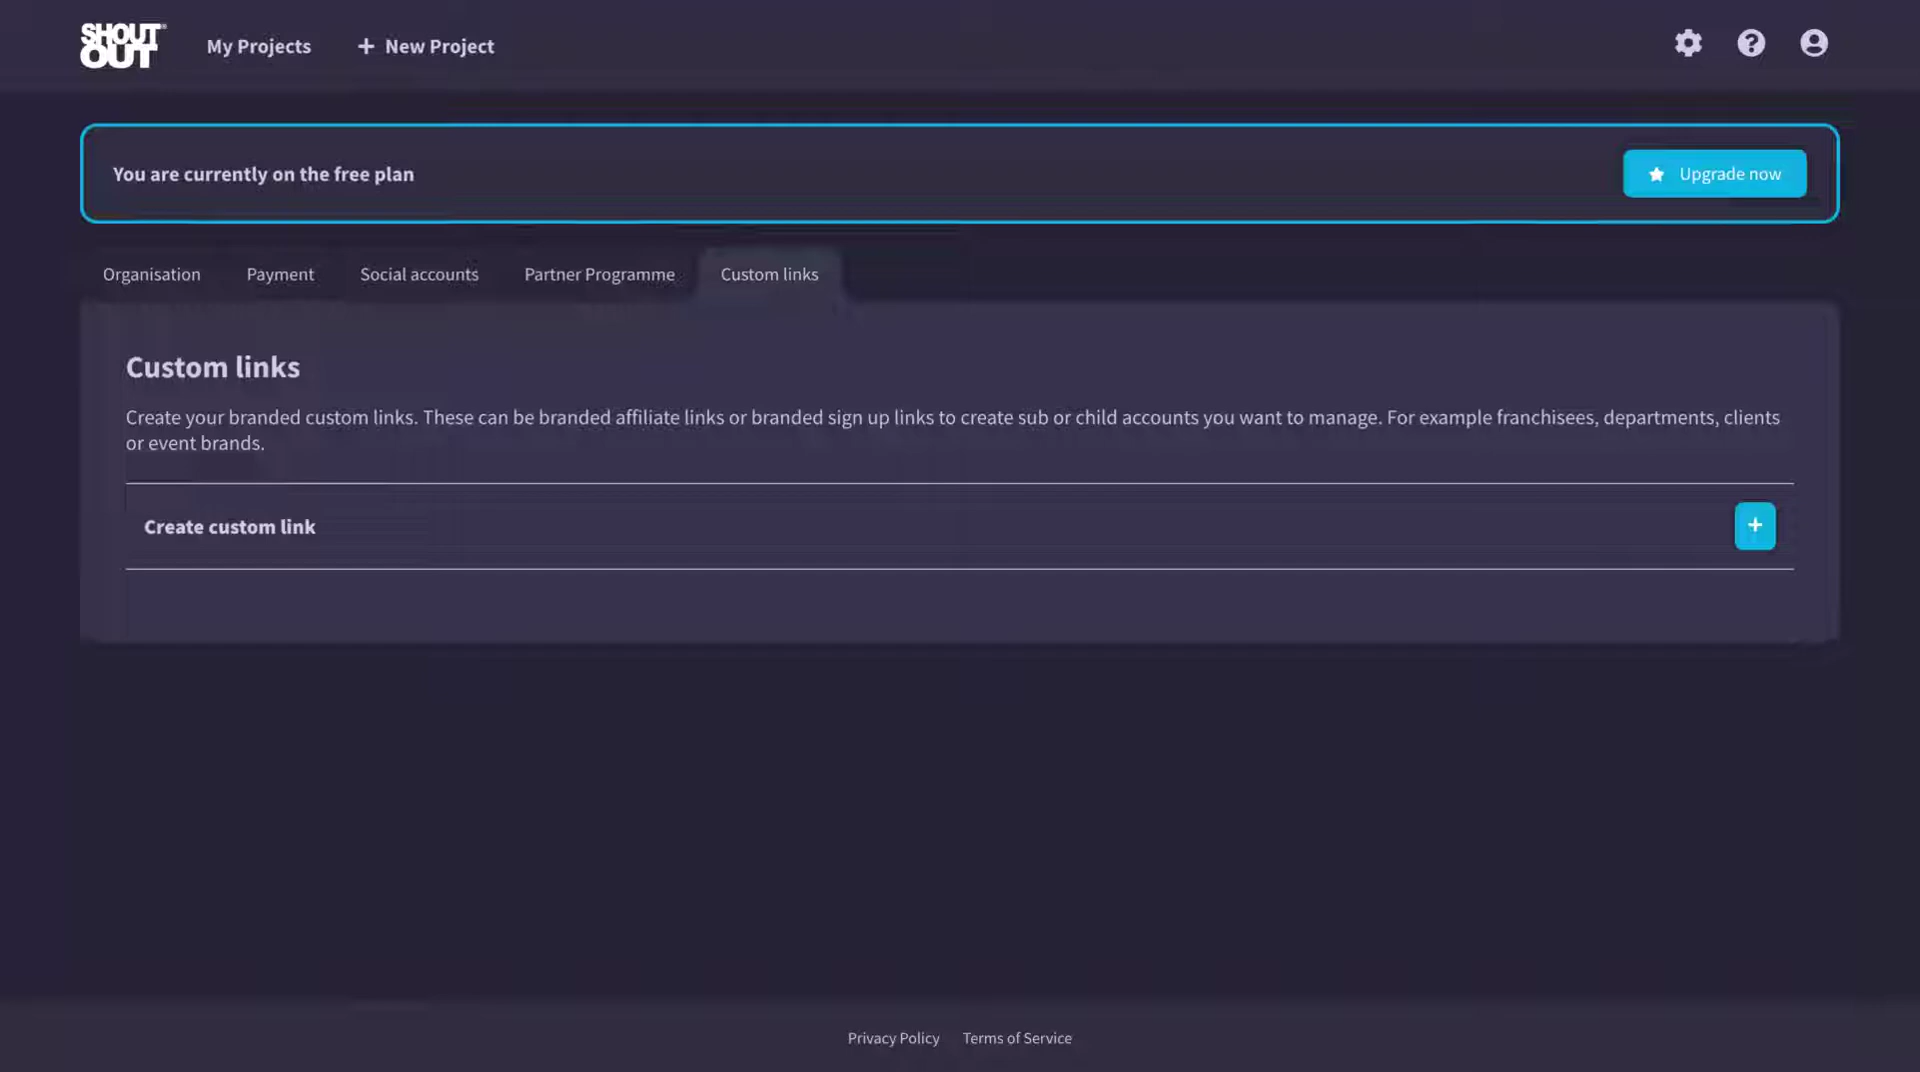 SHOUT
OUT
My Projects
New Project
You are currently on the free plan
Upgrade now
Organisation
Payment
Social accounts
Partner Programme
Custom links
Custom links
Create your branded custom links. These can be branded affiliate links or branded sign up links to create sub or child accounts you want to manage. For example franchisees, departments, clients
or event brands.
Create custom link
Privacy Policy
Terms of Service